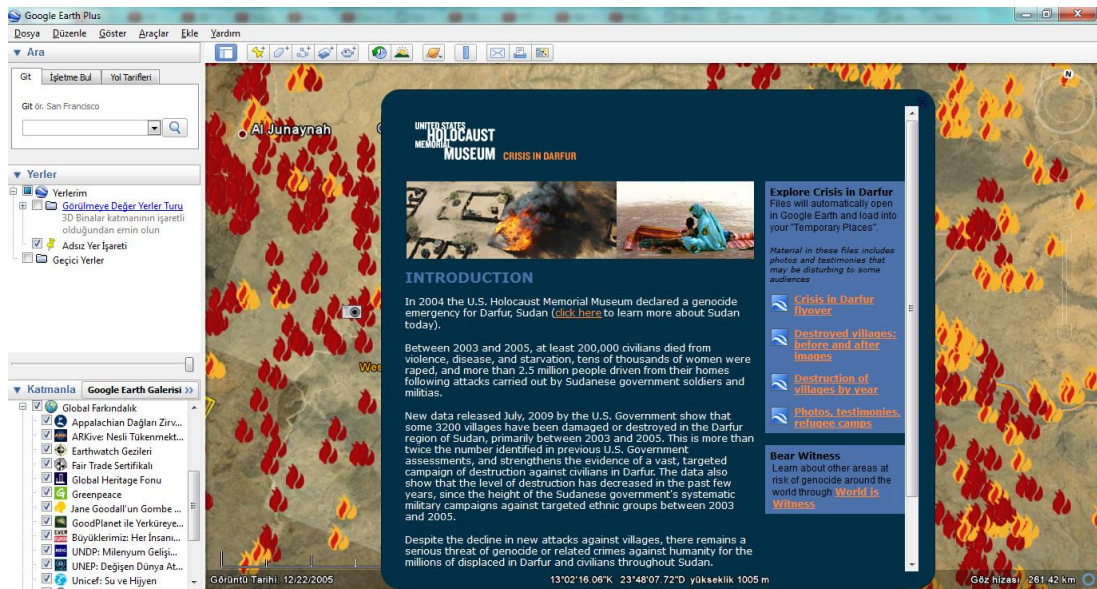 Google Earth Plus
Dosya Düzenle Göster Araçlar Ekle Yardım
Ara
Git İşletme Bul Yol Tarifleri
Git ör. San Francisco
Yerler
Yerlerim
Görülmeye Değer Yerler Turu
3D Binalar katmanının işaretli
olduğundan emin olun
Adsız Yer İşareti
Geçici Yerler
Katmanla Google Earth Galerisi >>
Global Farkındalık
Appalachian Dağları Zirv...
ARKive: Nesli Tükenmekt...
Earthwatch Gezileri
Fair Trade Sertifikalı
Global Heritage Fonu
Greenpeace
Jane Goodall'un Gombe ...
GoodPlanet ile Yerküreye...
Büyüklerimiz: Her İnsanı...
UNDP: Milenyum Gelişi...
UNEP: Değişen Dünya At...
Unicef: Su ve Hijyen
N
Al Junaynah
UNITED STATES
HOLOCAUST
MEMORIAL
MUSEUM CRISIS IN DARFUR
INTRODUCTION
In 2004 the U.S. Holocaust Memorial Museum declared a genocide
emergency for Darfur, Sudan (click here to learn more about Sudan
today).
Between 2003 and 2005, at least 200,000 civilians died from
violence, disease, and starvation, tens of thousands of women were
raped, and more than 2.5 million people driven from their homes
following attacks carried out by Sudanese government soldiers and
militias.
New data released July, 2009 by the U.S. Government show that
some 3200 villages have been damaged or destroyed in the Darfur
region of Sudan, primarily between 2003 and 2005. This is more than
twice the number identified in previous U.S. Government
assessments, and strengthens the evidence of a vast, targeted
campaign of destruction against civilians in Darfur. The data also
show that the level of destruction has decreased in the past few
years, since the height of the Sudanese government's systematic
military campaigns against targeted ethnic groups between 2003
and 2005.
Despite the decline in new attacks against villages, there remains a
serious threat of genocide or related crimes against humanity for the
millions of displaced in Darfur and civilians throughout Sudan.
Explore Crisis in Darfur
Files will automatically open
in Google Earth and load into
your "Temporary Places".
Material in these files includes
photos and testimonies that
may be disturbing to some
audiences
Crisis in Darfur
flyover
Destroyed villages:
before and after
images
Destruction of
villages by year
Photos, testimonies,
refugee camps
Bear Witness
Learn about other areas at
risk of genocide around the
world through World is
Witness
Görüntü Tarihi: 12/22/2005
13°02'16.06"K 23°48'07.72"D yükseklik 1005 m
Göz hizası 261.42 km